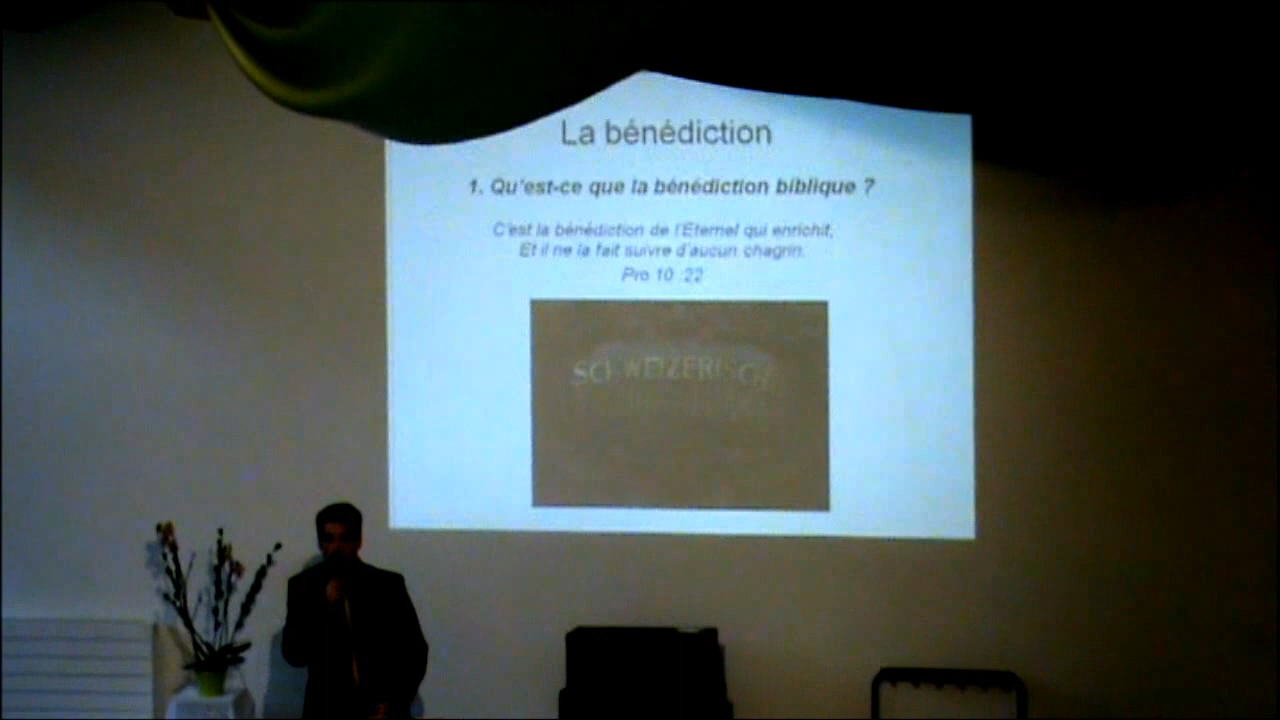 La bénédiction
1. Qu'est-ce que la bénédiction biblique ?
C'est la bénédiction de l'Eternel qui enrichit,
Et il ne la fait suivre d'aucun chagrin.
Pro 10 :22
SCHWEIZERISCHE